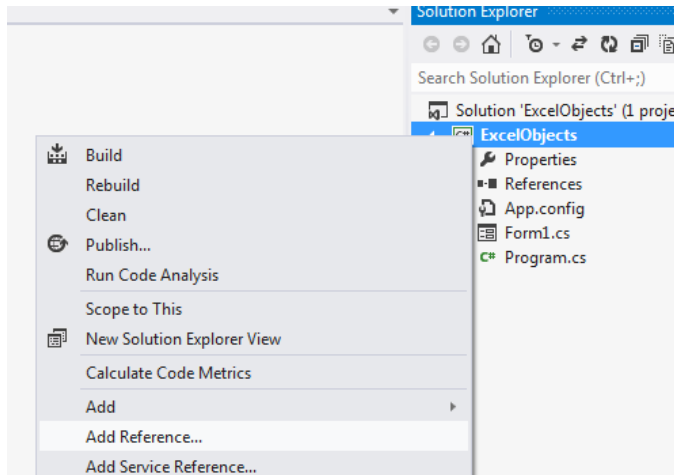 Solution Explorer
Search Solution Explorer (Ctrl+;)
Solution 'ExcelObjects' (1 proje
C# ExcelObjects
Properties
References
App.config
Form1.cs
C# Program.cs
Build
Rebuild
Clean
Publish...
Run Code Analysis
Scope to This
New Solution Explorer View
Calculate Code Metrics
Add
Add Reference...
Add Service Reference...